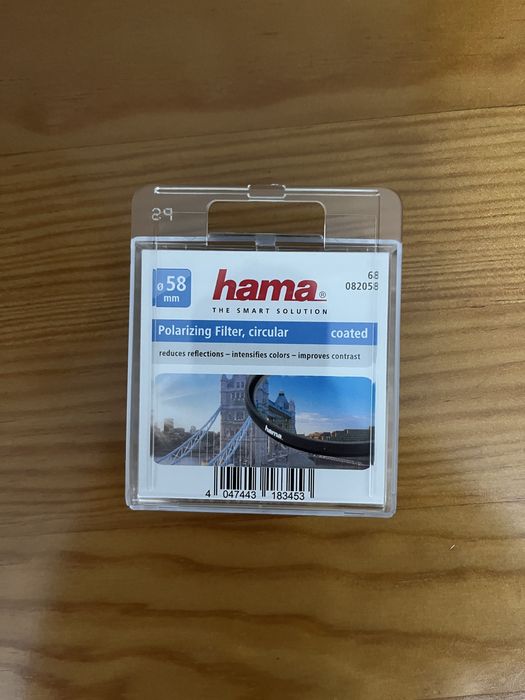 PS
ø 58
mm
hama®
THE SMART SOLUTION
68
082058
Polarizing Filter, circular coated
reduces reflections – intensifies colors – improves contrast
hama
4 047443 183453